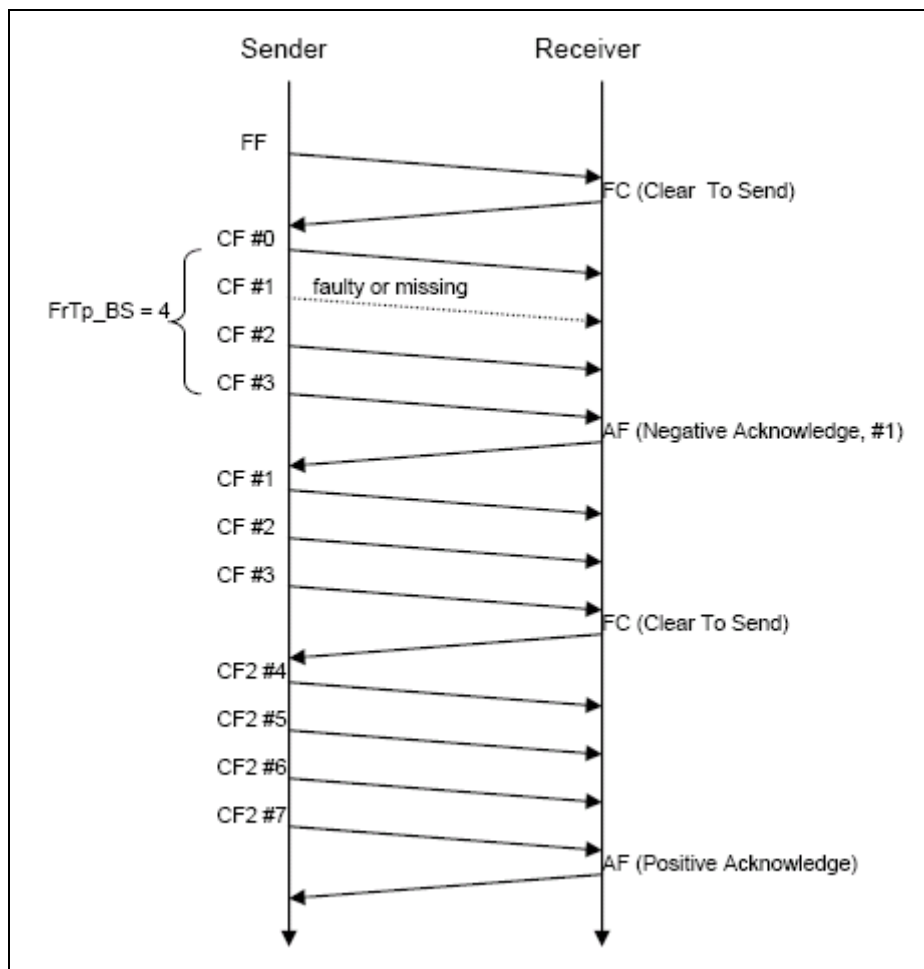 Sender Receiver
FF
FC (Clear To Send)
CF #0
CF #1 faulty or missing
FrTp_BS = 4
CF #2
CF #3
AF (Negative Acknowledge, #1)
CF #1
CF #2
CF #3
FC (Clear To Send)
CF2 #4
CF2 #5
CF2 #6
CF2 #7
AF (Positive Acknowledge)